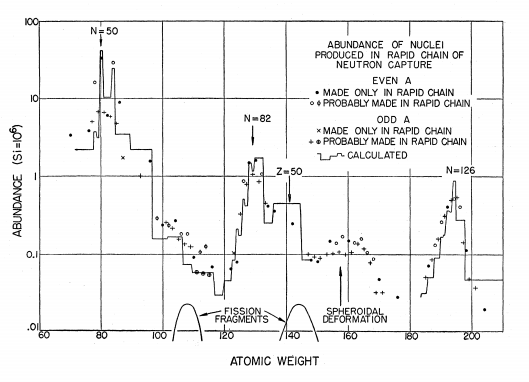 100
10
1
0.1
.01
ABUNDANCE (Si=10⁶)
N=50
N=82
Z=50
N=126
ABUNDANCE OF NUCLEI
PRODUCED IN RAPID CHAIN OF
NEUTRON CAPTURE
EVEN A
• MADE ONLY IN RAPID CHAIN
PROBABLY MADE IN RAPID CHAIN
ODD A
× MADE ONLY IN RAPID CHAIN
PROBABLY MADE IN RAPID CHAIN
CALCULATED
FISSION
FRAGMENTS
SPHEROIDAL
DEFORMATION
60 80 100 120 140 160 180 200
ATOMIC WEIGHT